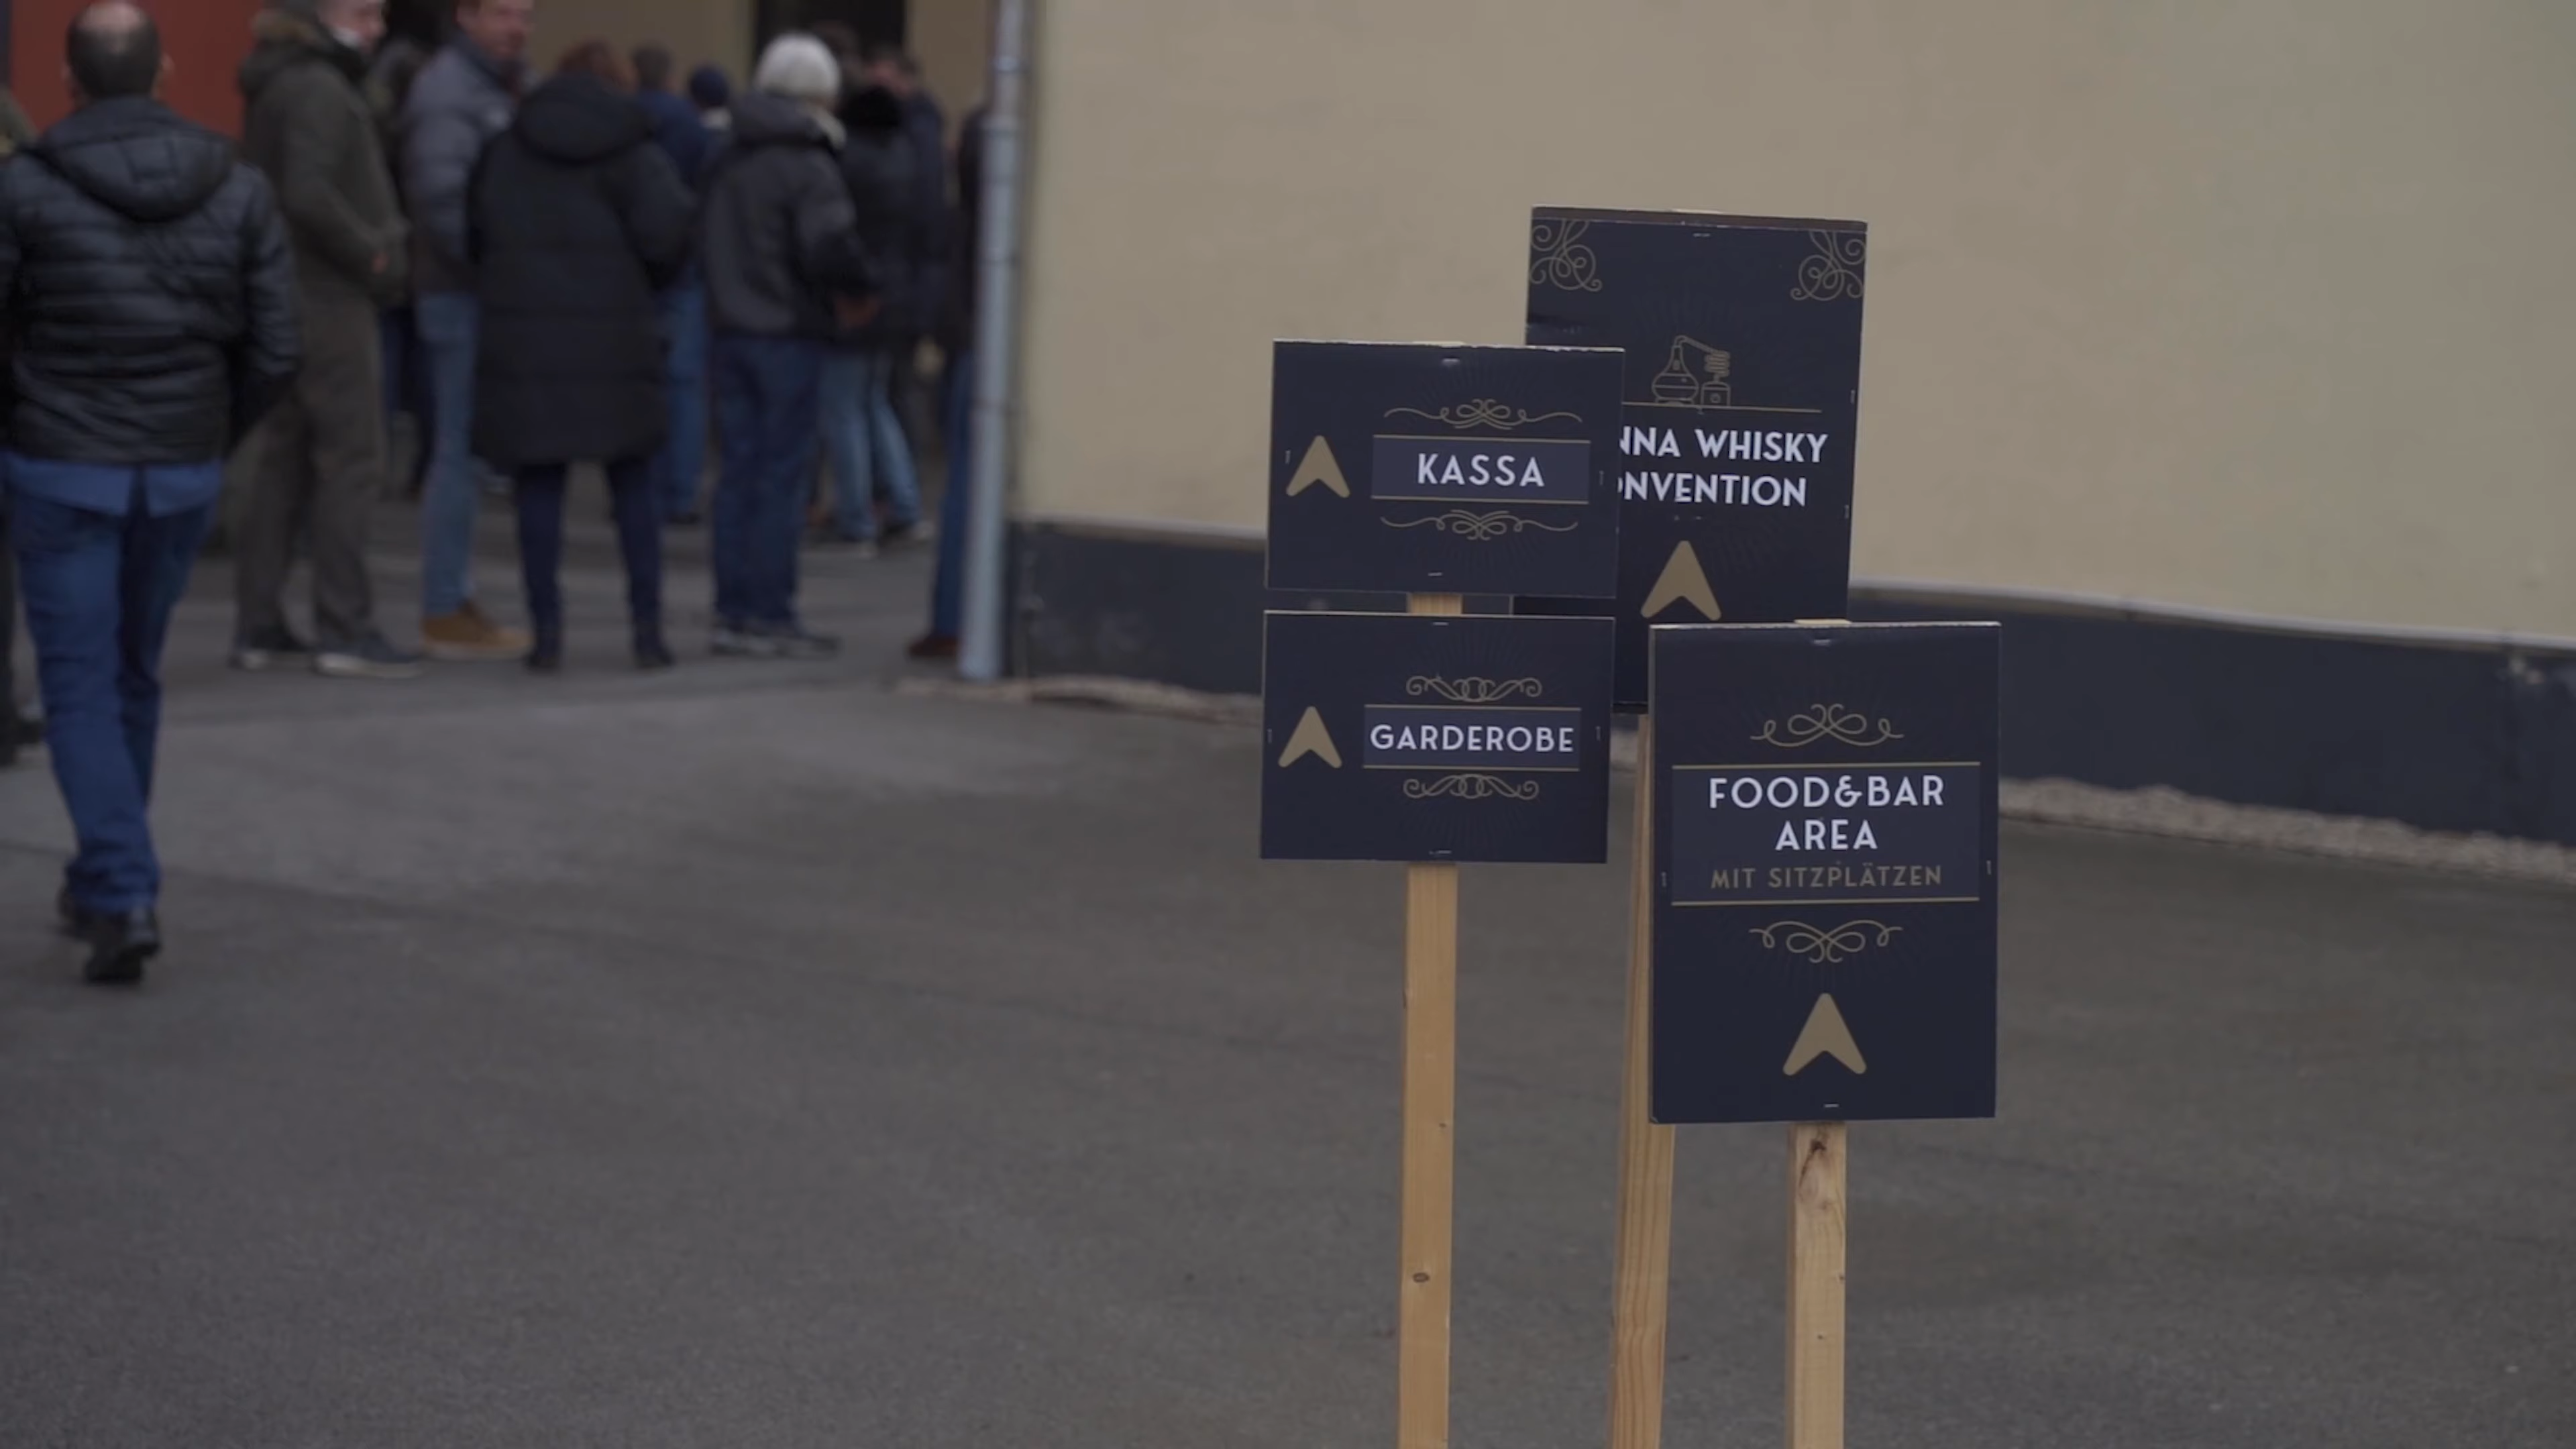 KASSA
NNA WHISKY
NVENTION
GARDEROBE
FOOD&BAR
AREA
MIT SITZPLÄTZEN